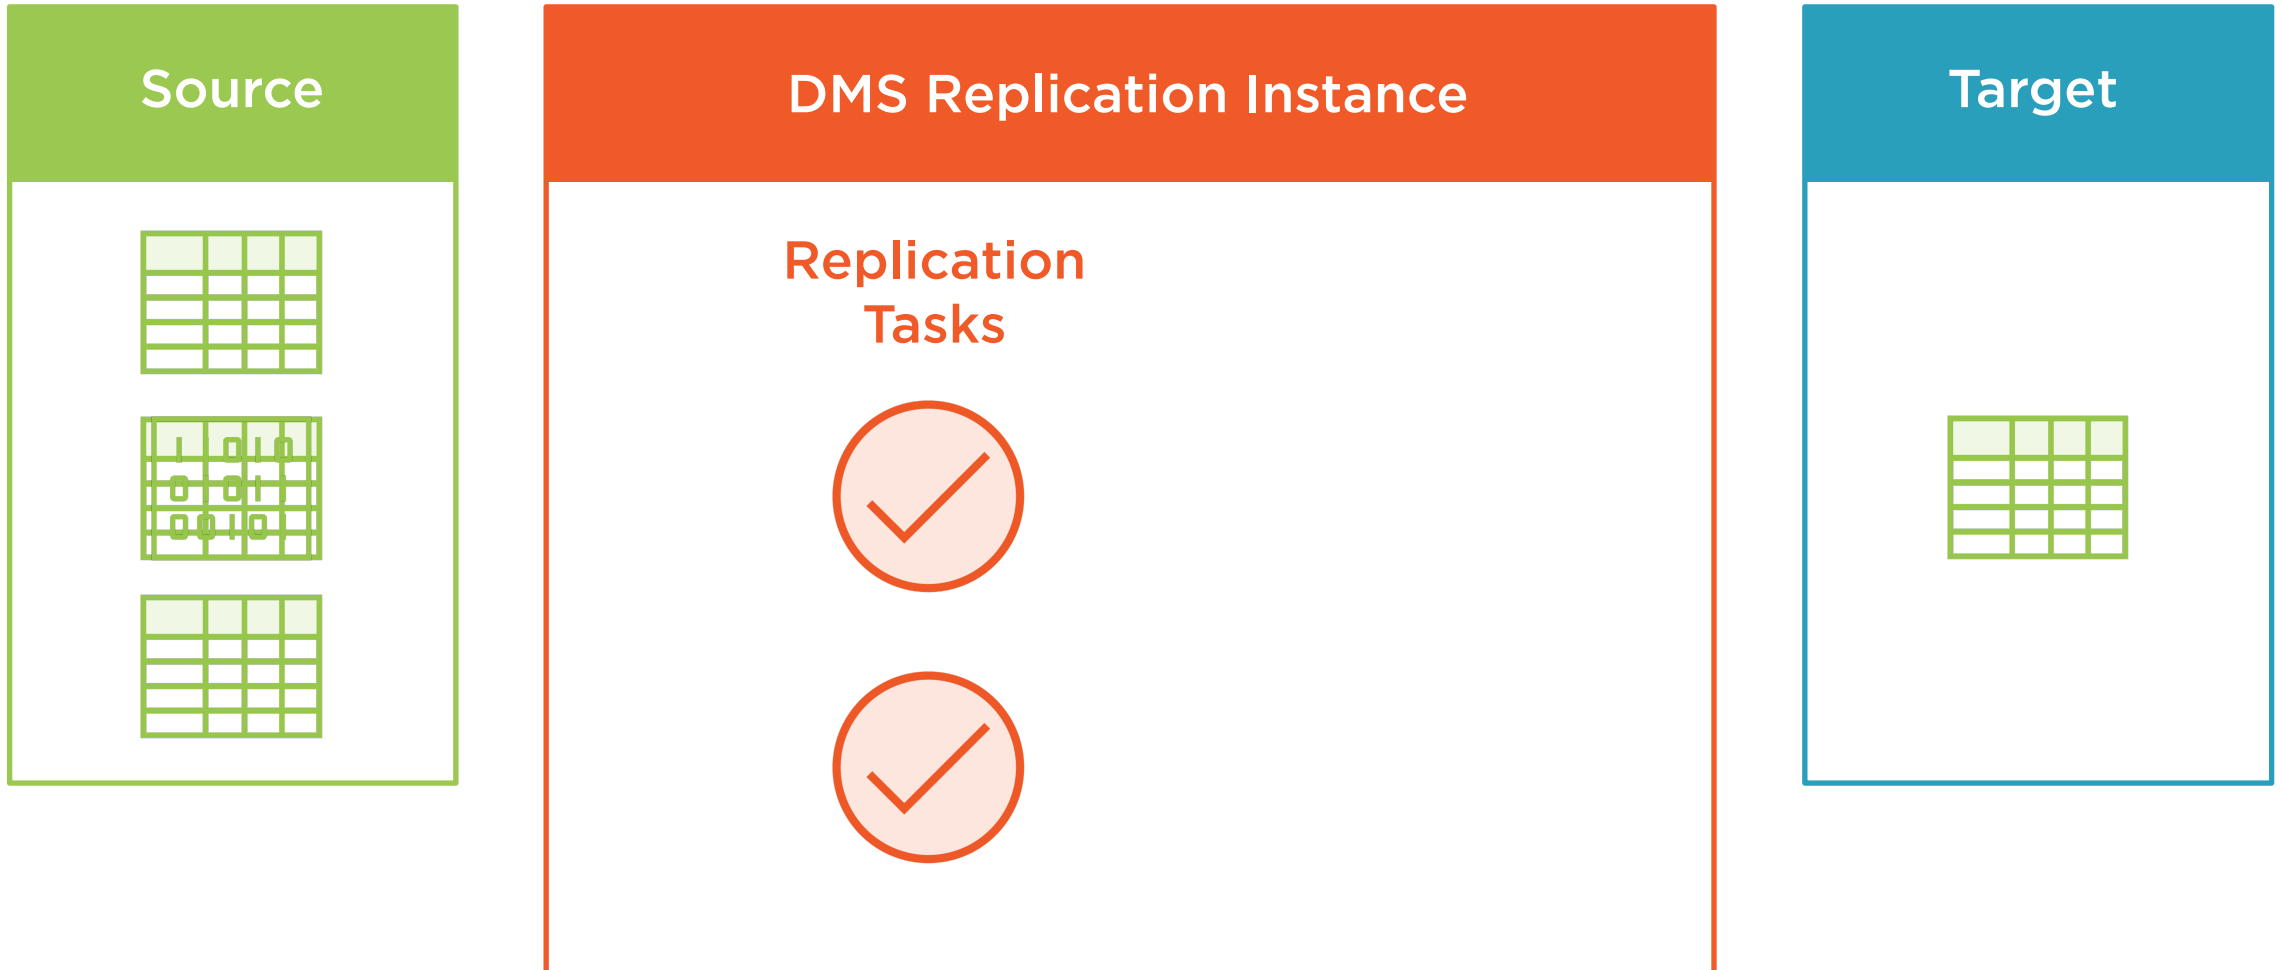 Source
DMS Replication Instance
Target
Replication
Tasks